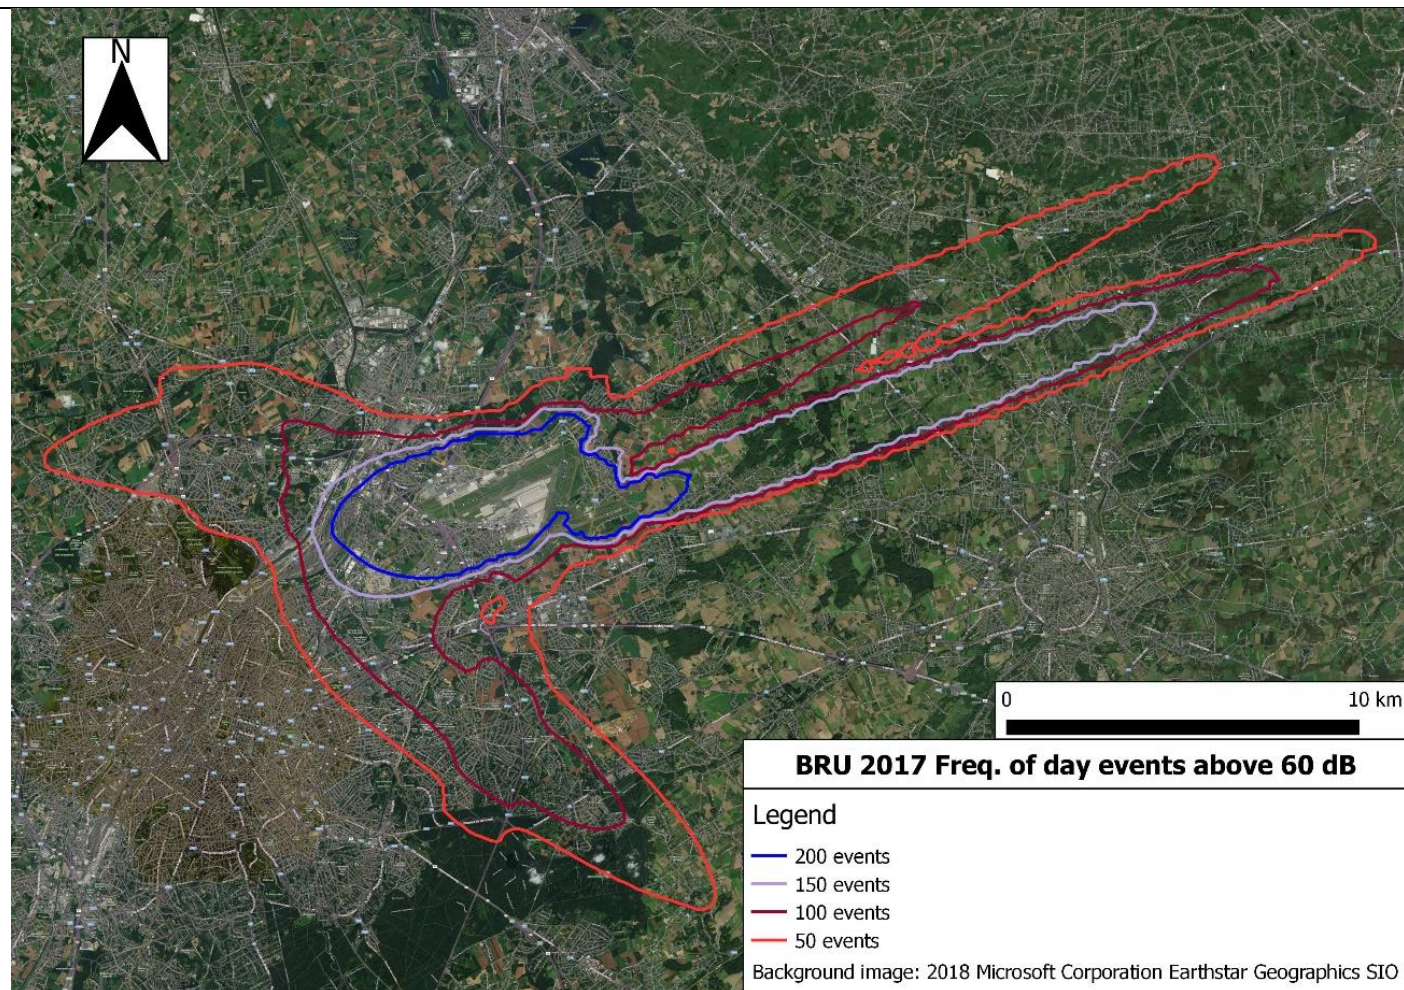 N
0 10 km
BRU 2017 Freq. of day events above 60 dB
Legend
200 events
150 events
100 events
50 events
Background image: 2018 Microsoft Corporation Earthstar Geographics SIO